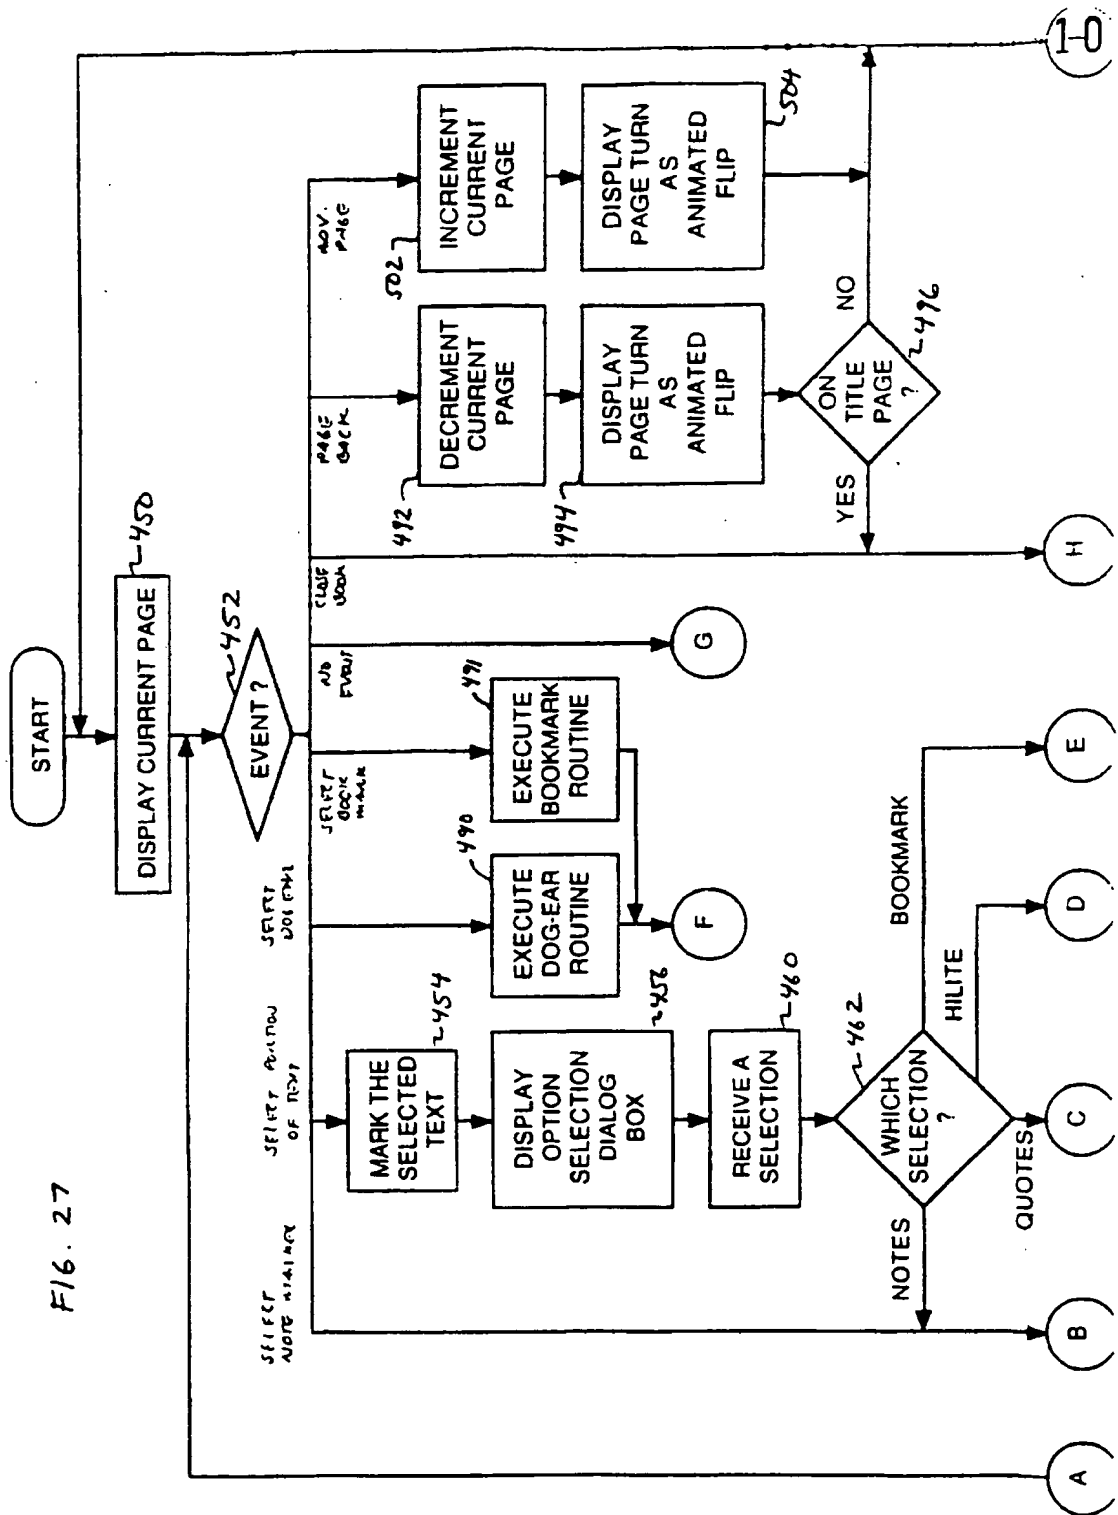 FIG. 27
START
DISPLAY CURRENT PAGE
450
EVENT ?
452
SELECT
NOTE MARKER
SELECT PORTION
OF TEXT
SELECT
DOG EAR
SELECT
BOOK
MARK
NO
EVENT
CLOSE
BOOK
PAGE
BACK
ADV.
PAGE
MARK THE
SELECTED
TEXT
454
DISPLAY
OPTION
SELECTION
DIALOG
BOX
456
RECEIVE A
SELECTION
460
WHICH
SELECTION
?
462
NOTES
QUOTES
HILITE
BOOKMARK
EXECUTE
DOG-EAR
ROUTINE
490
EXECUTE
BOOKMARK
ROUTINE
491
DECREMENT
CURRENT
PAGE
492
DISPLAY
PAGE TURN
AS
ANIMATED
FLIP
494
ON
TITLE
PAGE
?
496
YES
NO
INCREMENT
CURRENT
PAGE
502
DISPLAY
PAGE TURN
AS
ANIMATED
FLIP
504
A
B
C
D
E
F
G
H
1-0